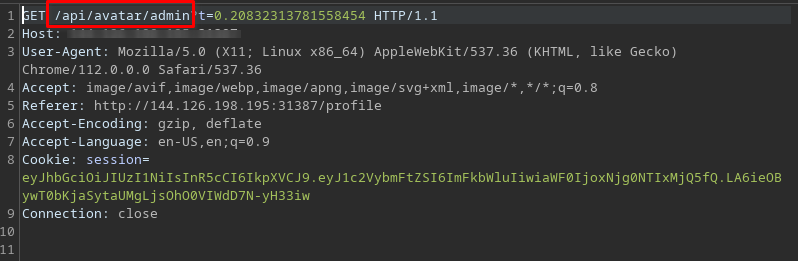 1 GET /api/avatar/admin?t=0.20832313781558454 HTTP/1.1
2 Host:
3 User-Agent: Mozilla/5.0 (X11; Linux x86_64) AppleWebKit/537.36 (KHTML, like Gecko)
Chrome/112.0.0.0 Safari/537.36
4 Accept: image/avif,image/webp,image/apng,image/svg+xml,image/*,*/*;q=0.8
5 Referer: http://144.126.198.195:31387/profile
6 Accept-Encoding: gzip, deflate
7 Accept-Language: en-US,en;q=0.9
8 Cookie: session=
eyJhbGciOiJIUzI1NiIsInR5cCI6IkpXVCJ9.eyJ1c2VybmFtZSI6ImFkbWluIiwiaWF0IjoxNjg0NTIxMjQ5fQ.LA6ieOB
ywT0bKjaSytaUMgLjsOhO0VIWdD7N-yH33iw
9 Connection: close
10
11